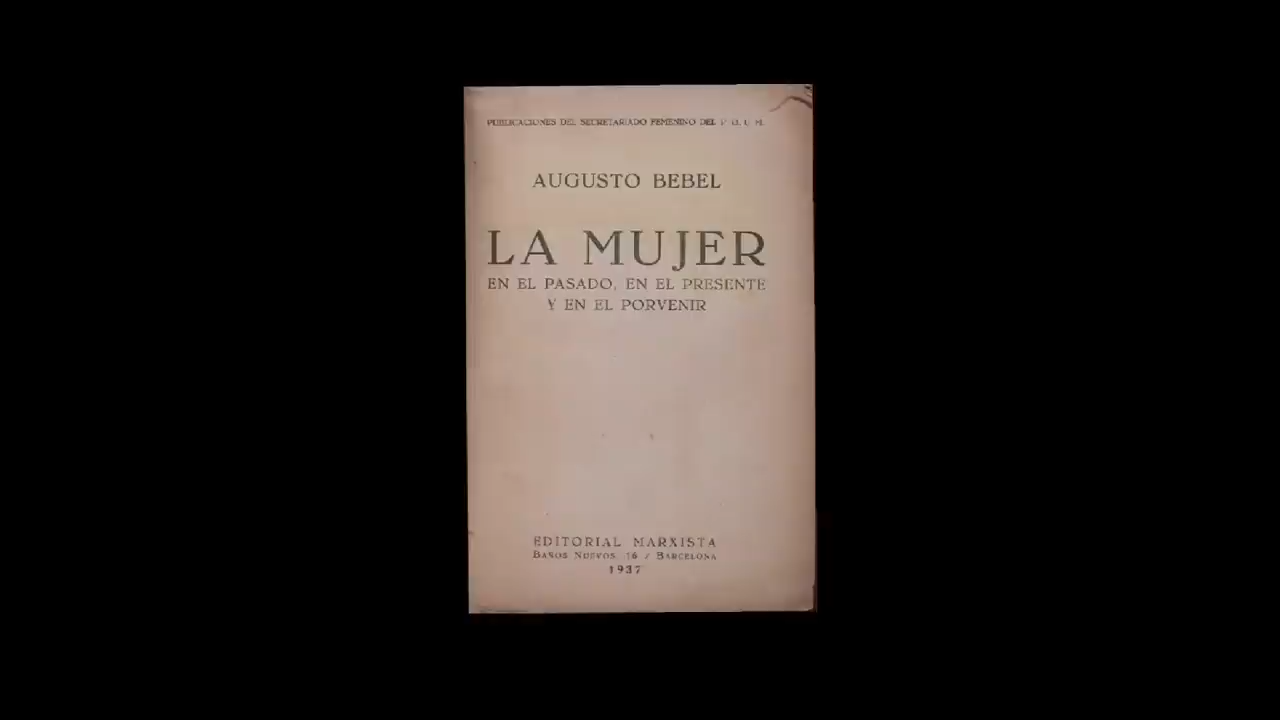 PUBLICACIONES DEL SECRETARIADO FEMENINO DEL P. O. U. M.
AUGUSTO BEBEL
LA MUJER
EN EL PASADO, EN EL PRESENTE
Y EN EL PORVENIR
EDITORIAL MARXISTA
BAÑOS NUEVOS, 16 / BARCELONA
1937